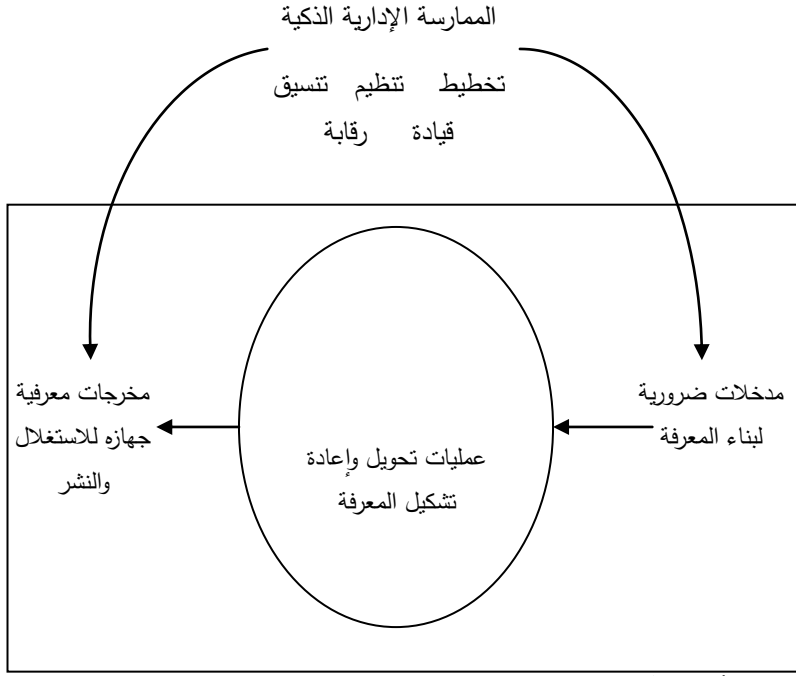 الممارسة الإدارية الذكية
تخطيط تنظيم تنسيق
قيادة رقابة
مدخلات ضرورية
لبناء المعرفة
عمليات تحويل وإعادة
تشكيل المعرفة
مخرجات معرفية
جهازه للاستغلال
والنشر